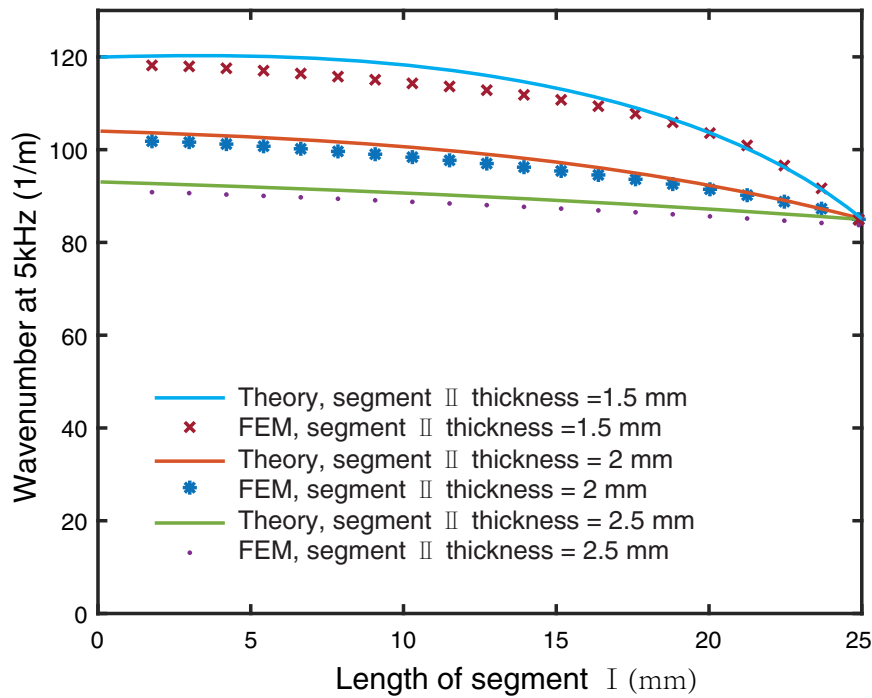 120
100
80
60
40
20
0
Wavenumber at 5kHz (1/m)
Theory, segment Ⅱ thickness =1.5 mm
FEM, segment Ⅱ thickness =1.5 mm
Theory, segment Ⅱ thickness = 2 mm
FEM, segment Ⅱ thickness = 2 mm
Theory, segment Ⅱ thickness = 2.5 mm
FEM, segment Ⅱ thickness = 2.5 mm
0 5 10 15 20 25
Length of segment Ⅰ (mm)